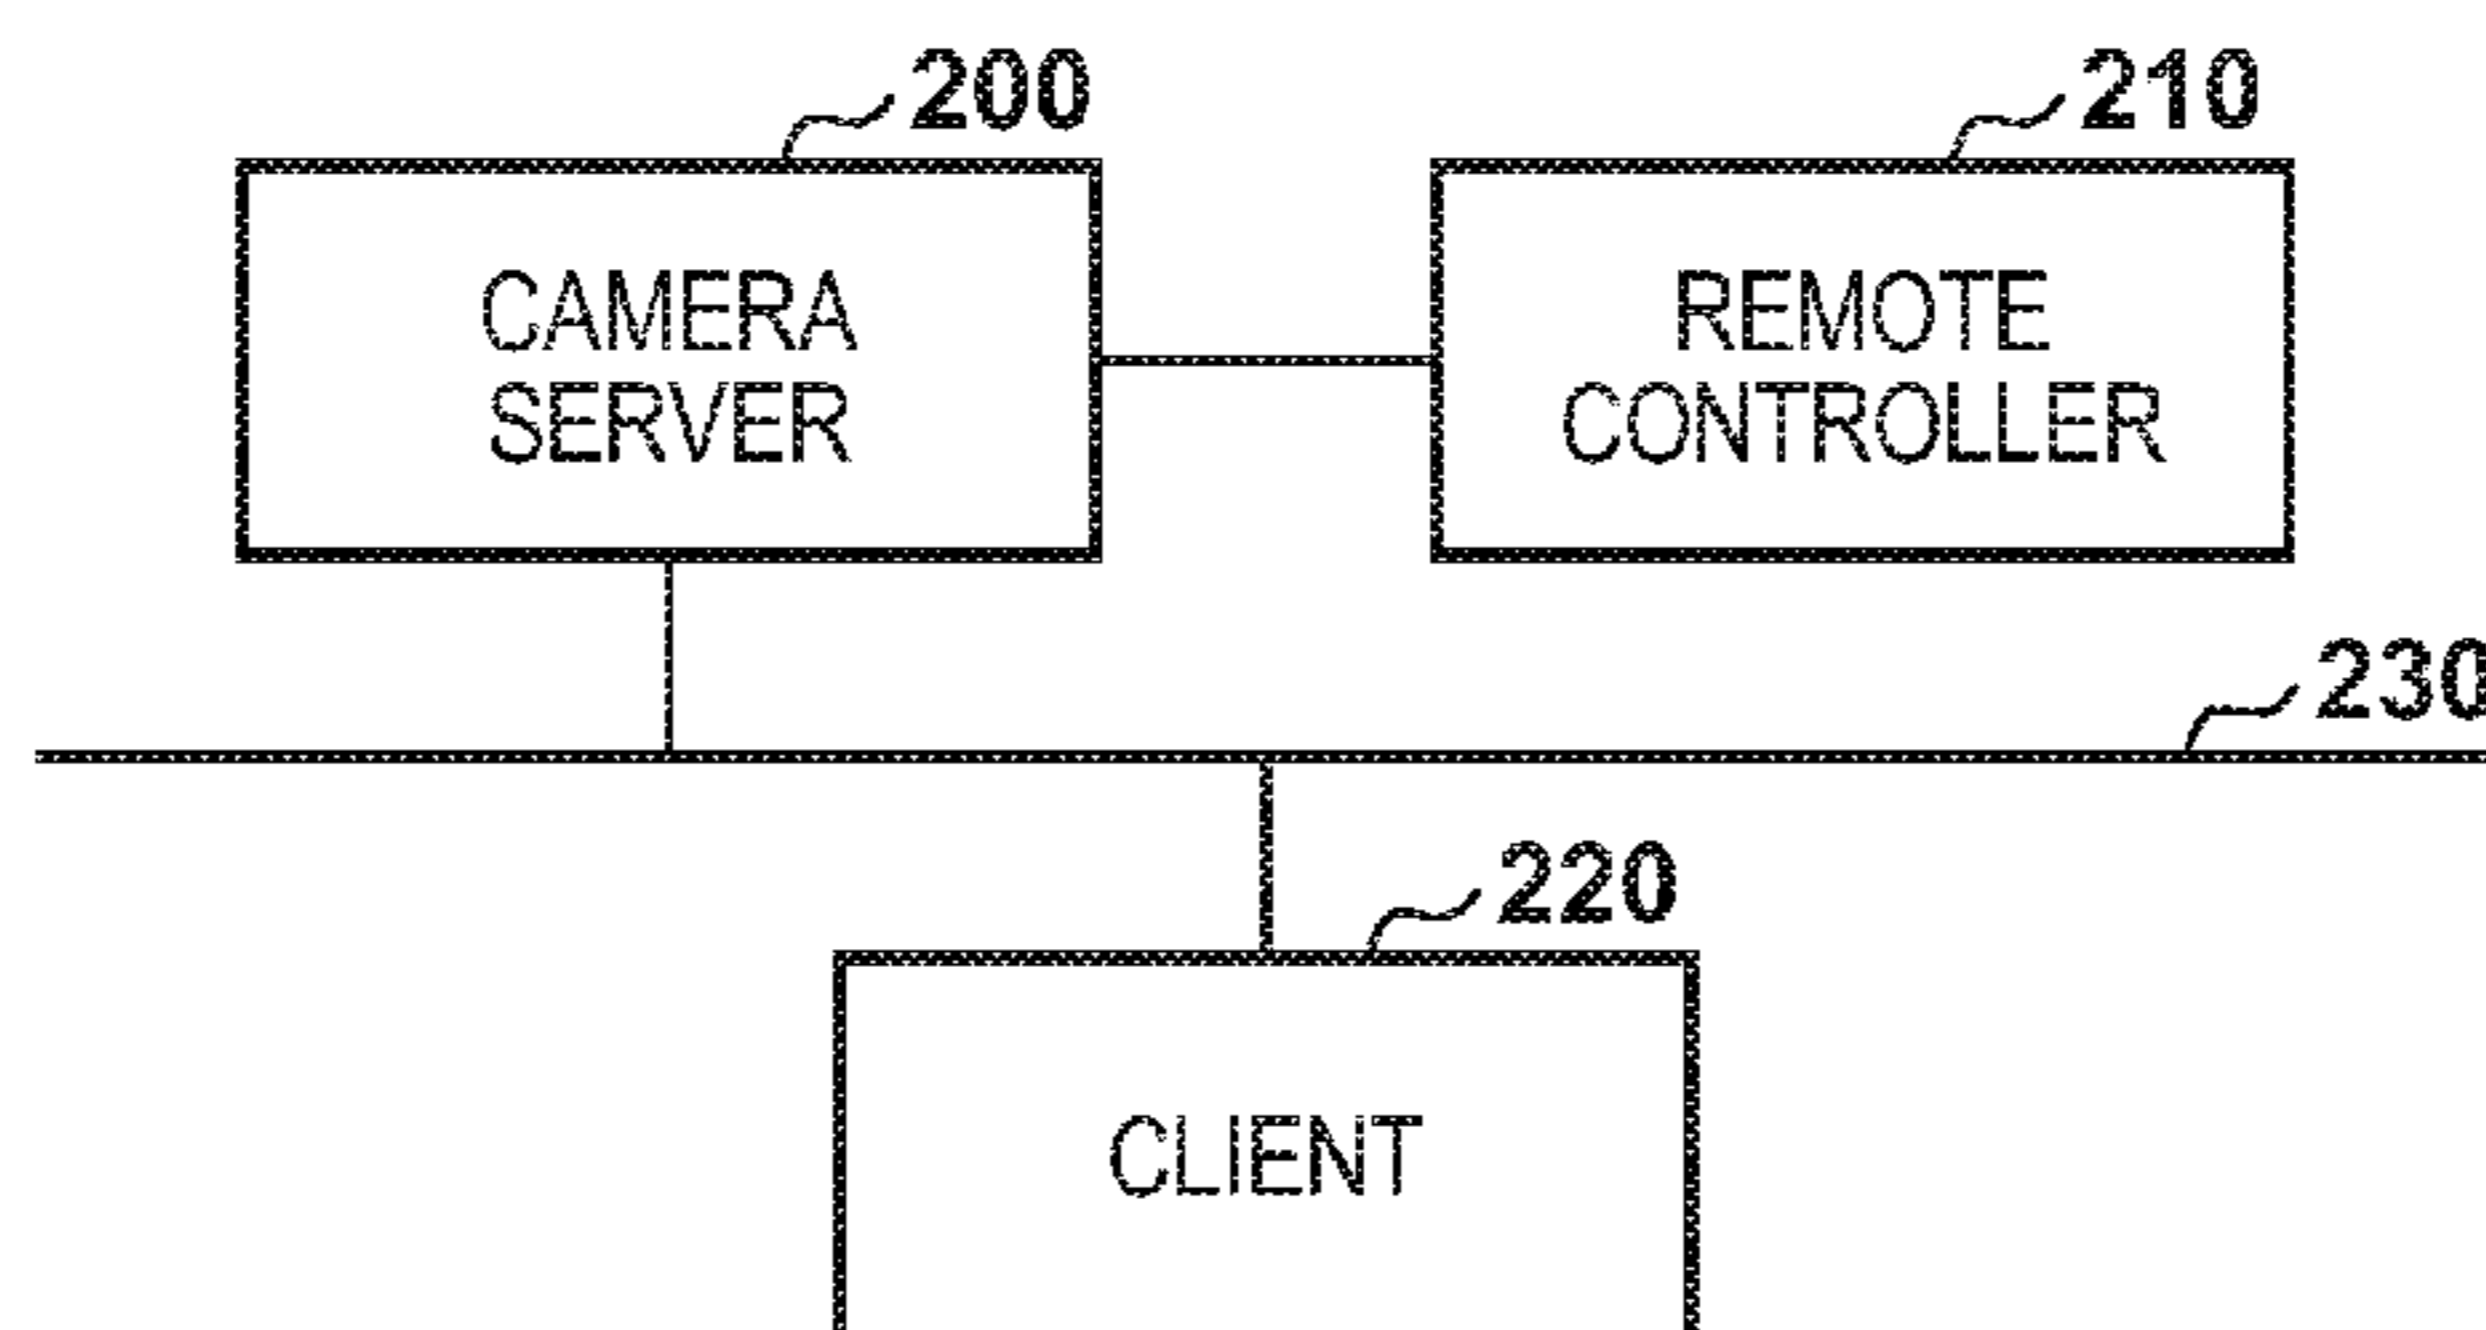 200
210
CAMERA
SERVER
REMOTE
CONTROLLER
230
220
CLIENT